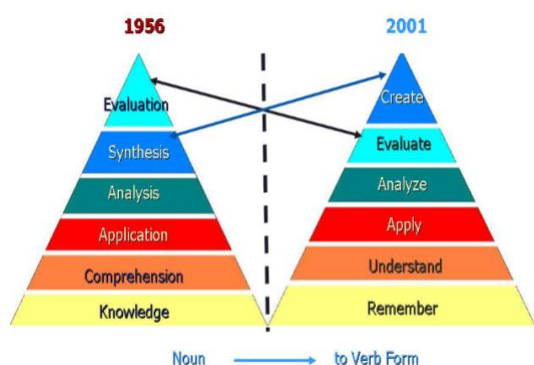 1956
2001
Evaluation
Synthesis
Analysis
Application
Comprehension
Knowledge
Create
Evaluate
Analyze
Apply
Understand
Remember
Noun to Verb Form